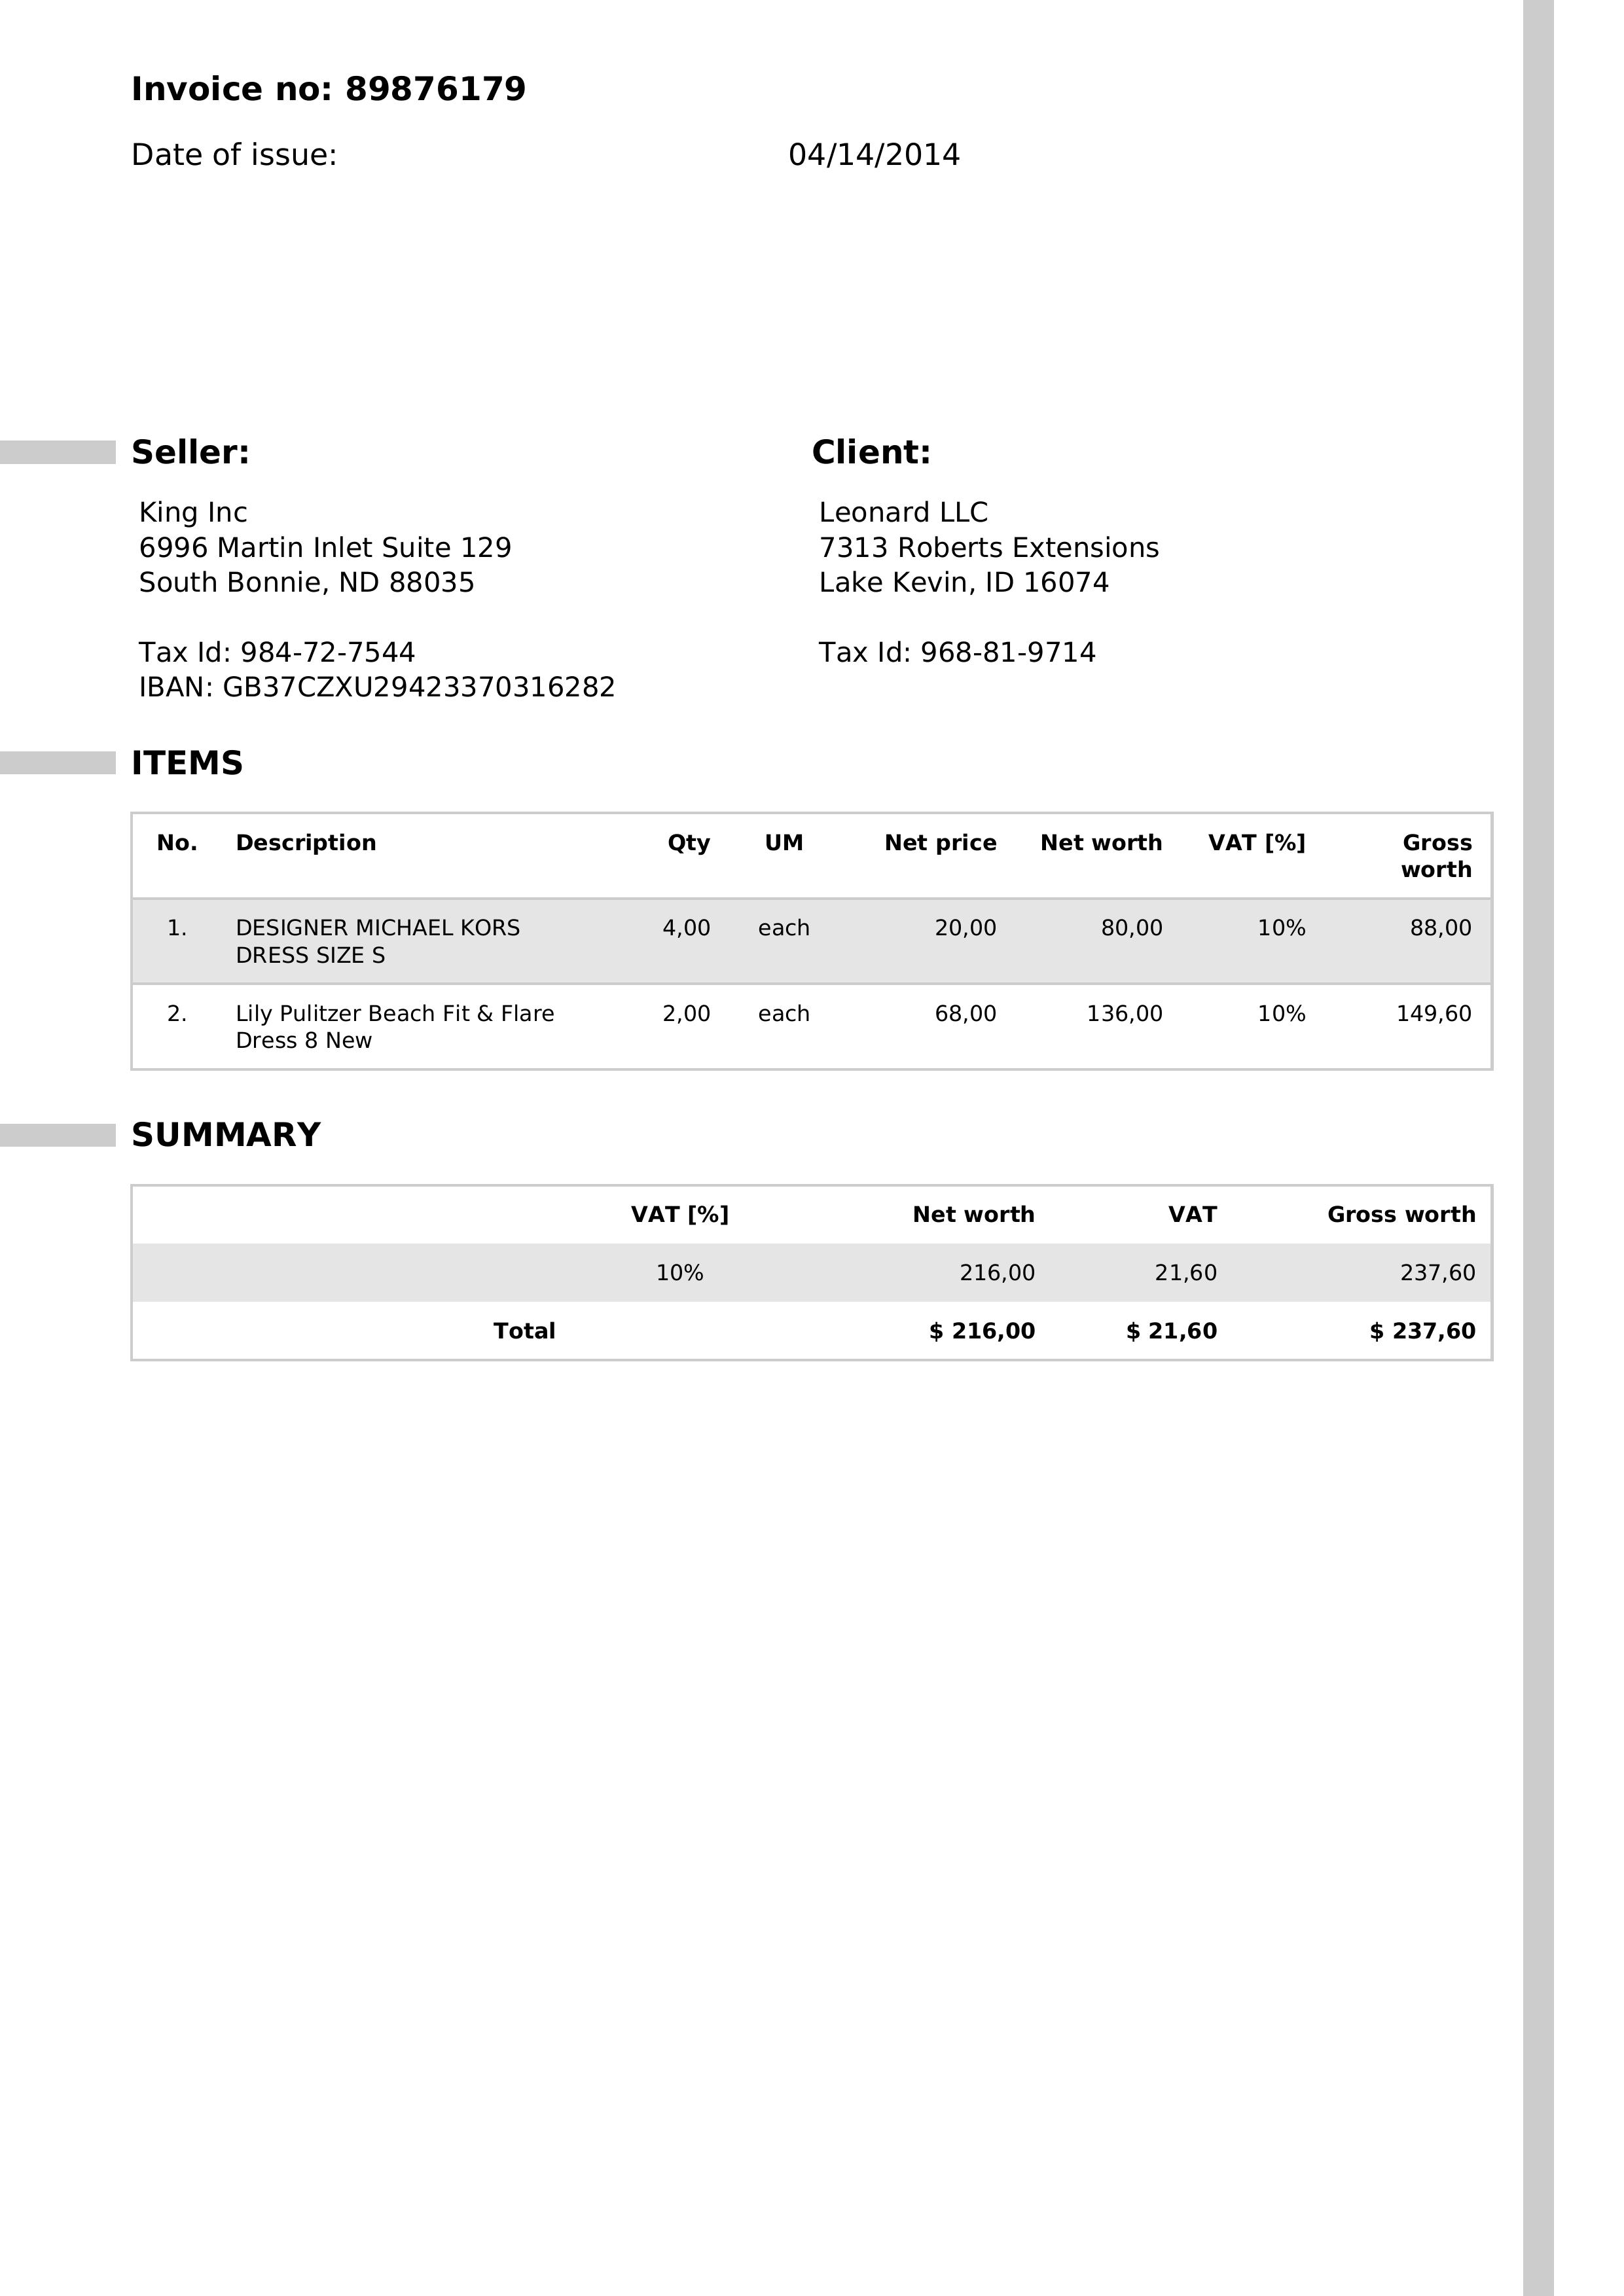 Invoice no: 89876179
Date of issue: 04/14/2014
Seller:
King Inc
6996 Martin Inlet Suite 129
South Bonnie, ND 88035
Tax Id: 984-72-7544
IBAN: GB37CZXU29423370316282
Client:
Leonard LLC
7313 Roberts Extensions
Lake Kevin, ID 16074
Tax Id: 968-81-9714
ITEMS
No. Description Qty UM Net price Net worth VAT [%] Gross
worth
1. DESIGNER MICHAEL KORS 4,00 each 20,00 80,00 10% 88,00
DRESS SIZE S
2. Lily Pulitzer Beach Fit & Flare 2,00 each 68,00 136,00 10% 149,60
Dress 8 New
SUMMARY
VAT [%] Net worth VAT Gross worth
10% 216,00 21,60 237,60
Total $ 216,00 $ 21,60 $ 237,60